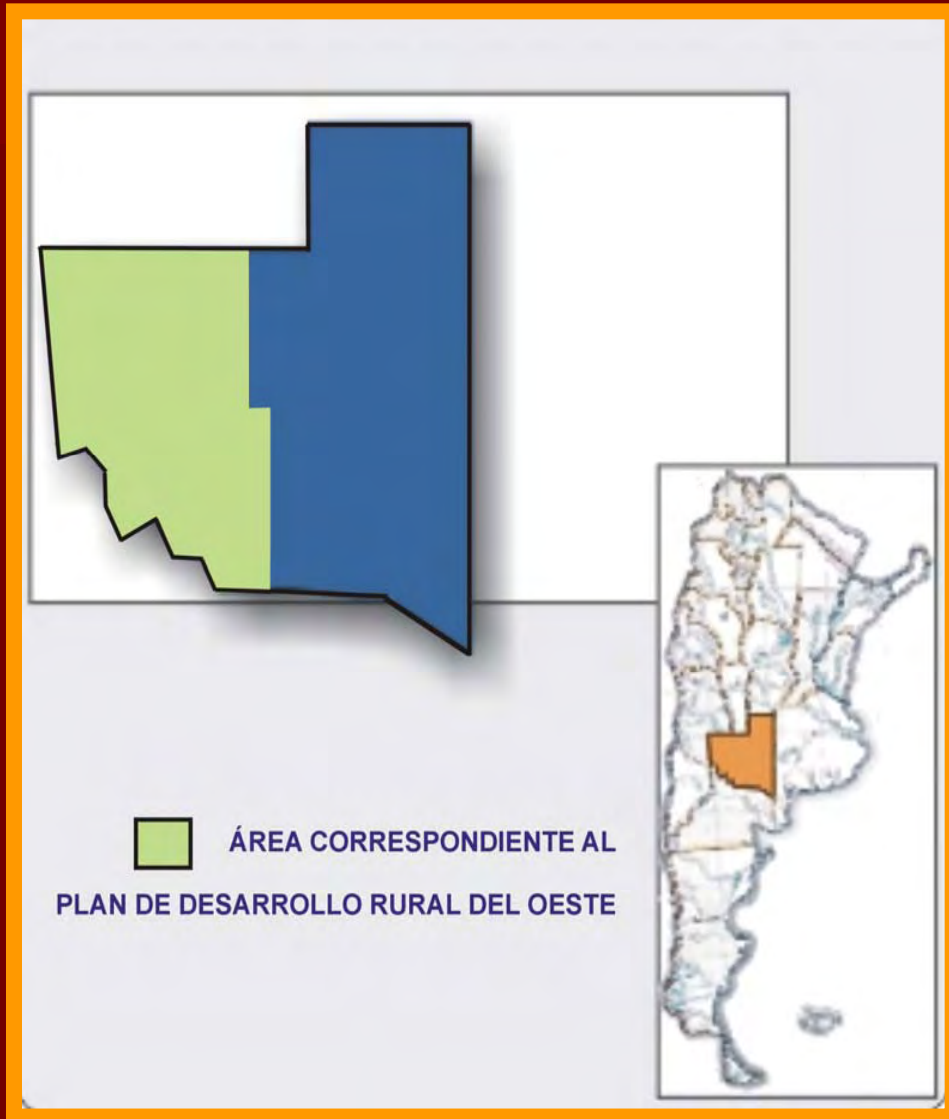 ÁREA CORRESPONDIENTE AL
PLAN DE DESARROLLO RURAL DEL OESTE